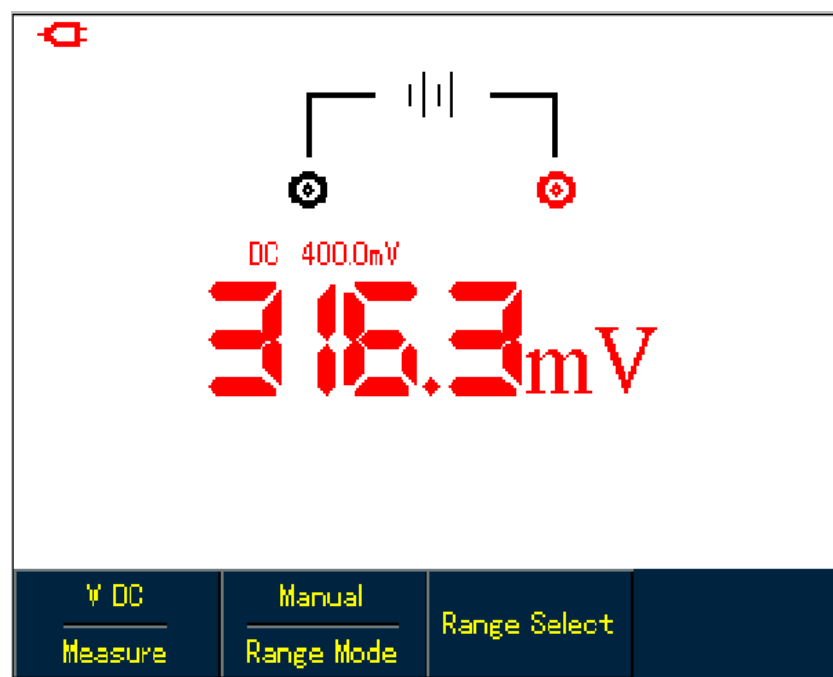 DC 400.0mV
316.3mV
V DC
Measure
Manual
Range Mode
Range Select